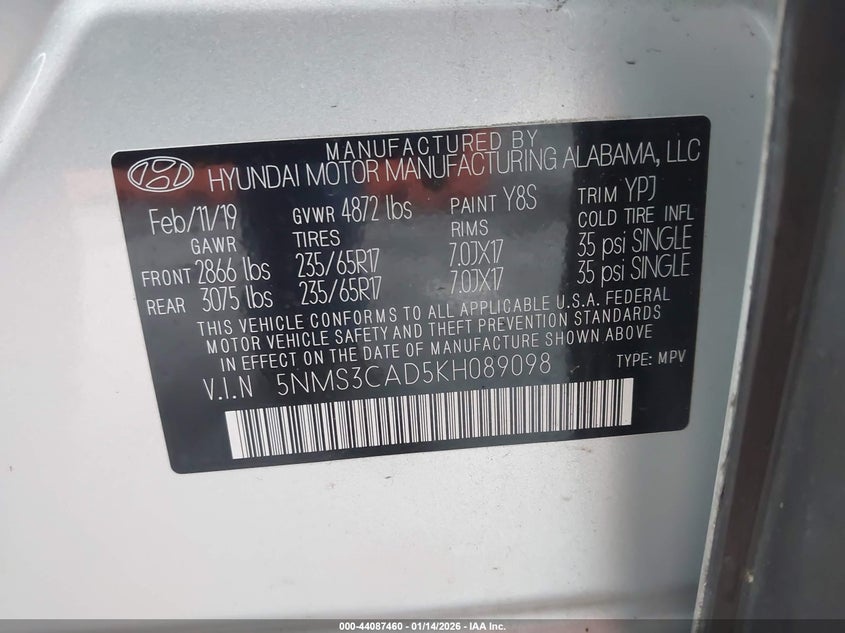 MANUFACTURED BY
HYUNDAI MOTOR MANUFACTURING ALABAMA, LLC
Feb/11/19 GVWR 4872 lbs PAINT Y8S TRIM YPJ
GAWR TIRES RIMS COLD TIRE INFL
FRONT 2866 lbs 235/65R17 7.0JX17 35 psi SINGLE
REAR 3075 lbs 235/65R17 7.0JX17 35 psi SINGLE
THIS VEHICLE CONFORMS TO ALL APPLICABLE U.S.A. FEDERAL
MOTOR VEHICLE SAFETY AND THEFT PREVENTION STANDARDS
IN EFFECT ON THE DATE OF MANUFACTURE SHOWN ABOVE
V.I.N 5NMS3CAD5KH089098 TYPE: MPV
000-44087460 - 01/14/2026 - IAA Inc.